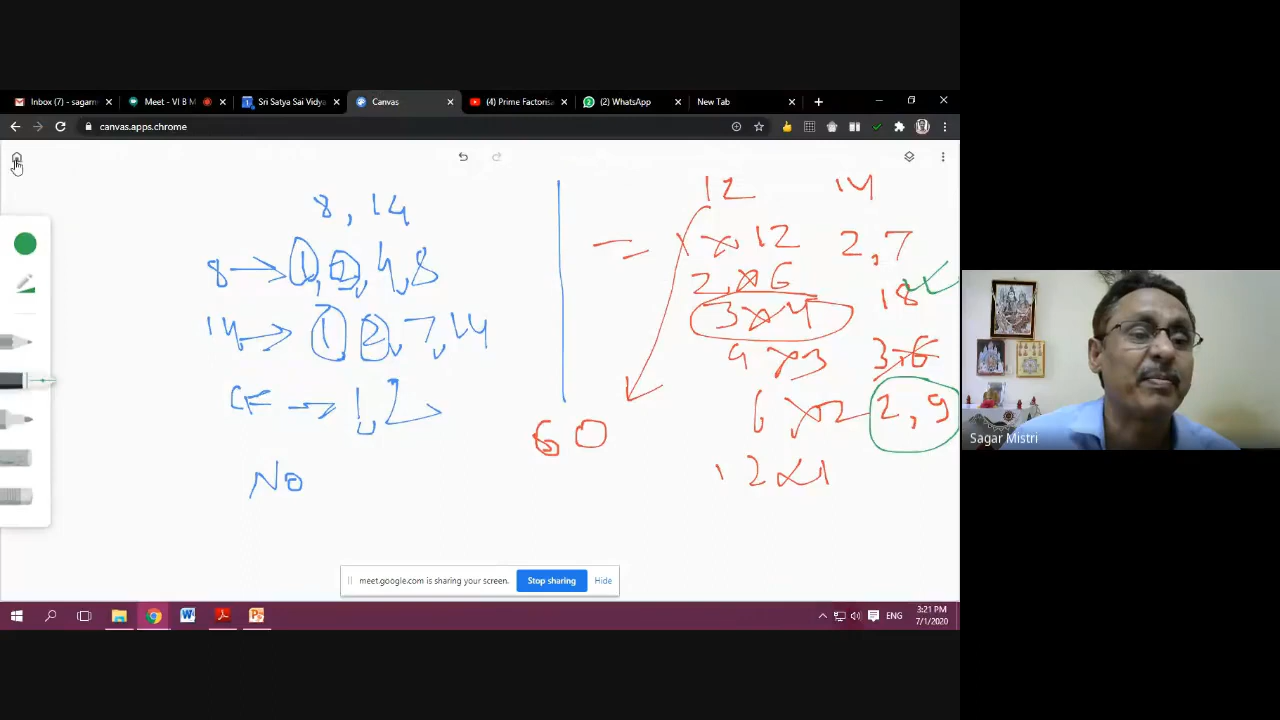 Inbox (7) - sagarm
Meet - VI B M
Sri Satya Sai Vidya
Canvas
(4) Prime Factoris
(2) WhatsApp
New Tab
canvas.apps.chrome
8, 14
8 → 1, 2, 4, 8
14 → 1, 2, 7, 14
CF → 1, 2
NO
12 14
= 1 × 12 2, 7
2 × 6 18
3 × 4
4 × 3 3, 6
6 × 2 2, 9
60
12 × 1
Sagar Mistri
meet.google.com is sharing your screen.
Stop sharing
Hide
ENG
3:21 PM
7/1/2020